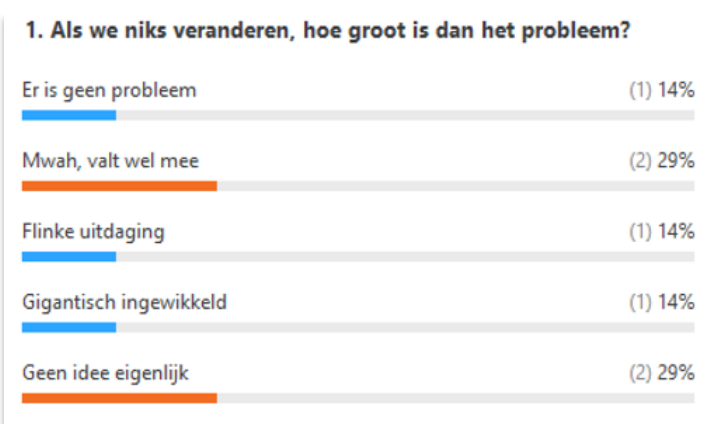 1. Als we niks veranderen, hoe groot is dan het probleem?
Er is geen probleem (1) 14%
Mwah, valt wel mee (2) 29%
Flinke uitdaging (1) 14%
Gigantisch ingewikkeld (1) 14%
Geen idee eigenlijk (2) 29%